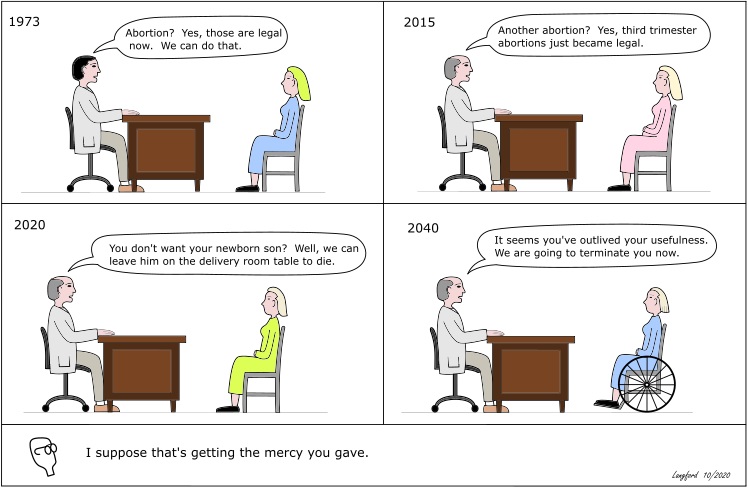 1973
Abortion? Yes, those are legal
now. We can do that.
2015
Another abortion? Yes, third trimester
abortions just became legal.
2020
You don't want your newborn son? Well, we can
leave him on the delivery room table to die.
2040
It seems you've outlived your usefulness.
We are going to terminate you now.
I suppose that's getting the mercy you gave.
Langford 10/2020